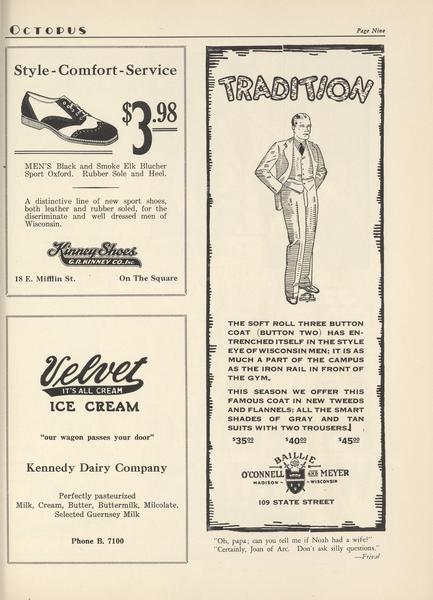 OCTOPUS
Page Nine
Style-Comfort-Service
$3.98
MEN'S Black and Smoke Elk Blucher
Sport Oxford. Rubber Sole and Heel.
A distinctive line of new sport shoes,
both leather and rubber soled, for the
discriminate and well dressed men of
Wisconsin.
Kinney Shoes
G.R. KINNEY CO. Inc.
18 E. Mifflin St. On The Square
Velvet
IT'S ALL CREAM
ICE CREAM
"our wagon passes your door"
Kennedy Dairy Company
Perfectly pasteurized
Milk, Cream, Butter, Buttermilk, Milcolate,
Selected Guernsey Milk
Phone B. 7100
TRADITION
THE SOFT ROLL THREE BUTTON
COAT (BUTTON TWO) HAS EN-
TRENCHED ITSELF IN THE STYLE
EYE OF WISCONSIN MEN; IT IS AS
MUCH A PART OF THE CAMPUS
AS THE IRON RAIL IN FRONT OF
THE GYM.
THIS SEASON WE OFFER THIS
FAMOUS COAT IN NEW TWEEDS
AND FLANNELS; ALL THE SMART
SHADES OF GRAY AND TAN
SUITS WITH TWO TROUSERS.
$35.00 $40.00 $45.00
BAILLIE
O'CONNELL AND MEYER
MADISON - WISCONSIN
109 STATE STREET
"Oh, papa; can you tell me if Noah had a wife?"
"Certainly, Joan of Arc. Don't ask silly questions."
—Frivol